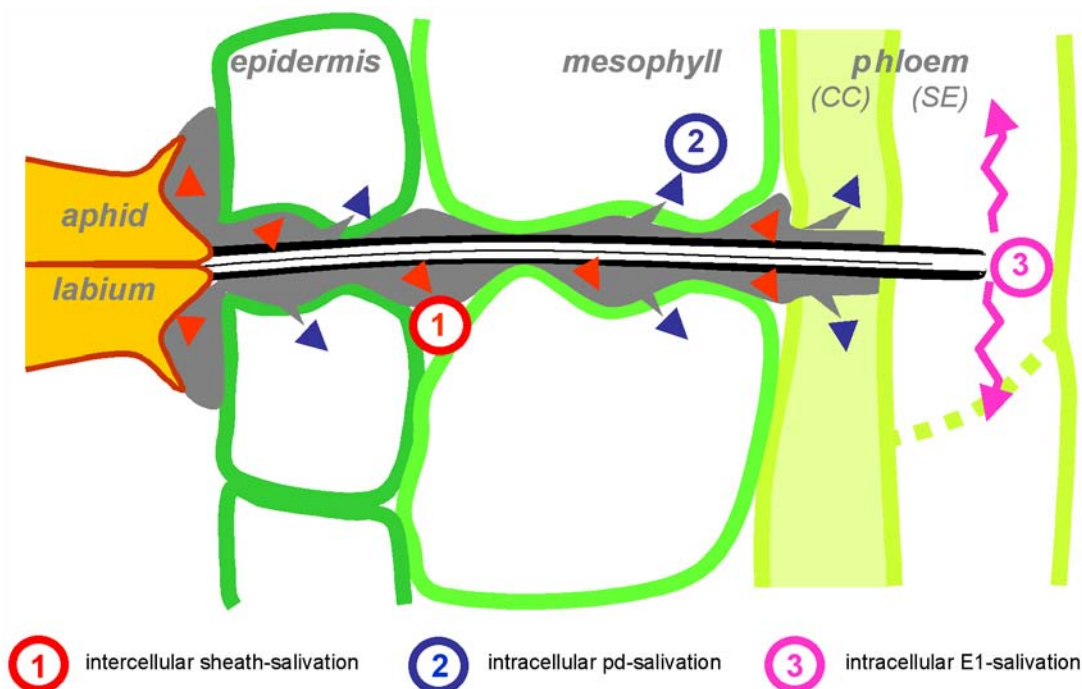 epidermis
mesophyll
phloem
(CC) (SE)
2
aphid
labium
3
1
1 intercellular sheath-salivation
2 intracellular pd-salivation
3 intracellular E1-salivation